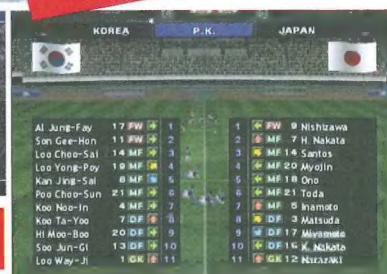 KOREA P.K. JAPAN
Al Jung-Fay 17 FW 1 1 FW 9 Nishizawa
Son Gee-Hon 11 FW 2 2 MF 7 H. Nakata
Loo Choo-Sai 14 MF 3 3 MF 14 Santos
Loo Yong-Poy 19 MF 4 4 MF 20 Myojin
Kan Jing-Sai 8 MF 5 5 MF 18 Ono
Poo Choo-Sun 21 MF 6 6 MF 21 Toda
Koo Noo-In 4 MF 7 7 MF 5 Inamoto
Koo Ta-Yoo 7 DF 8 8 DF 3 Matsuda
Hi Moo-Boo 20 DF 9 9 DF 17 Miyamoto
Soo Jun-Gi 13 DF 10 10 DF 16 K. Nakata
Loo Way-Ji 1 GK 11 11 GK 12 Narazaki